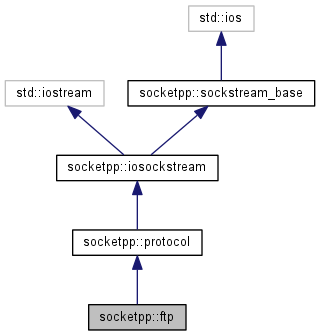 std::ios
std::iostream
socketpp::sockstream_base
socketpp::iosockstream
socketpp::protocol
socketpp::ftp